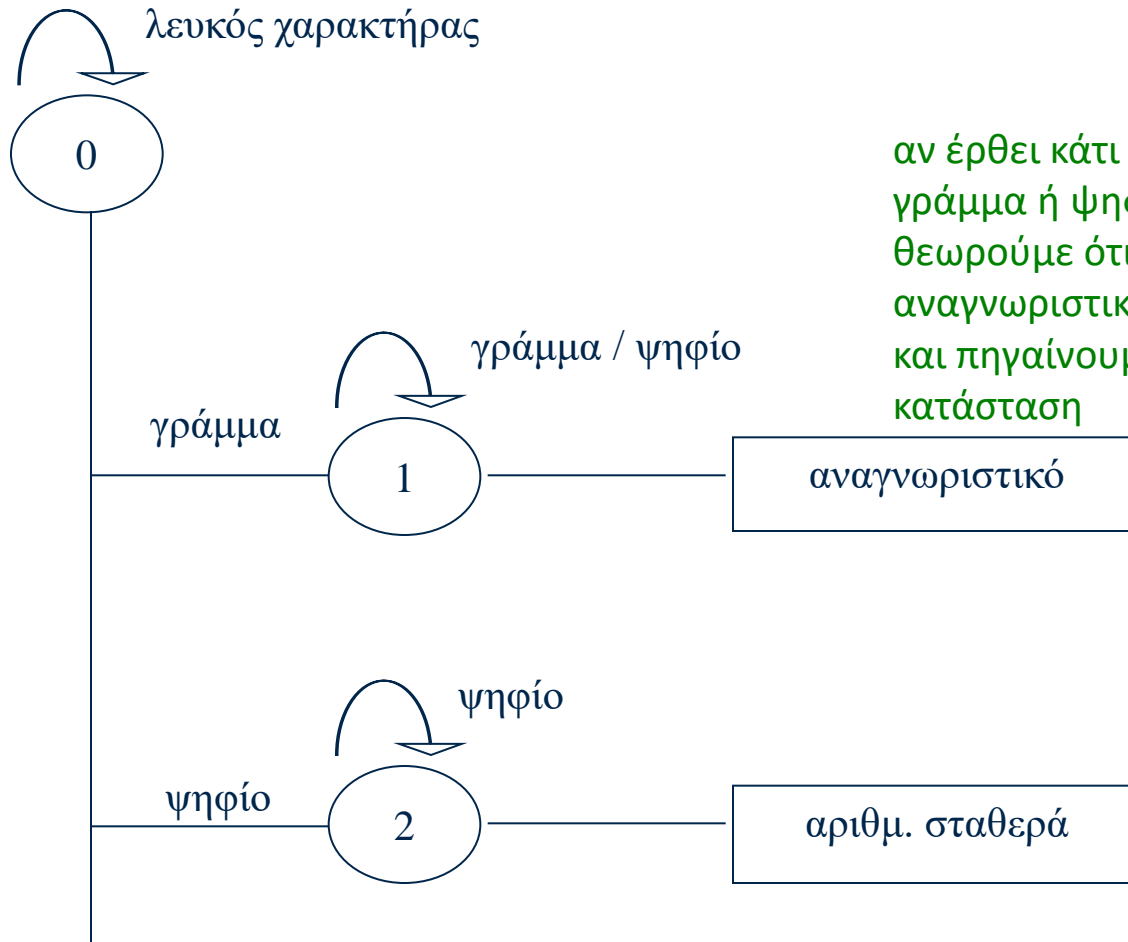 λευκός χαρακτήρας
0
αν έρθει κάτι
γράμμα ή
θεωρούμε
γράμμα / ψηφίο
και
κατάσταση
γράμμα
1
αναγνωριστικό
ψηφίο
ψηφίο
2
αριθμ. σταθερά